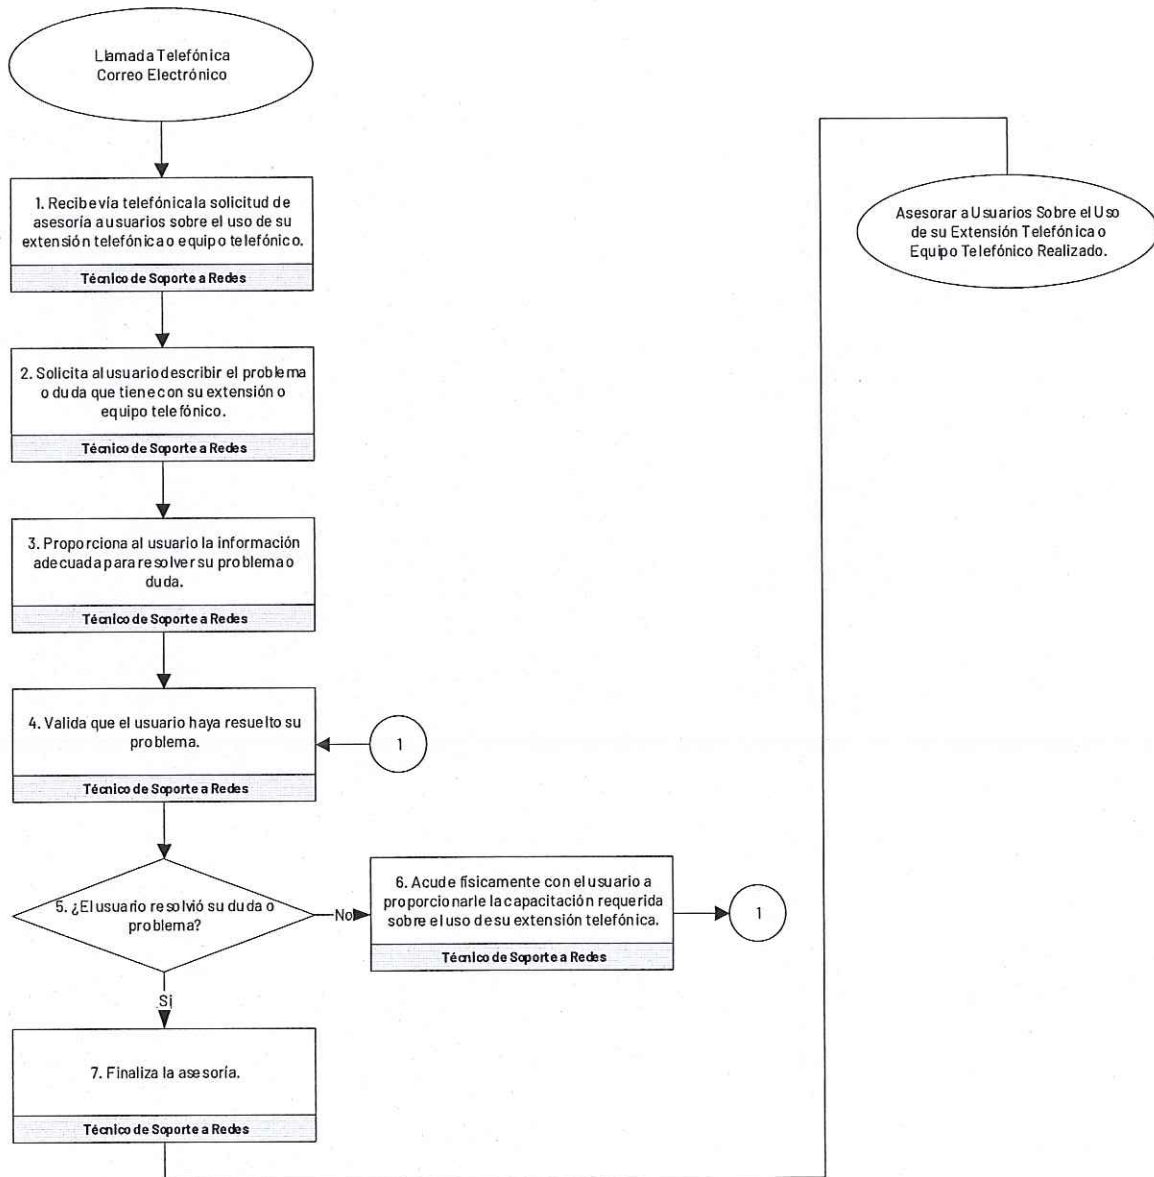 Llamada Telefónica
Correo Electrónico
1. Recibe vía telefónica la solicitud de
asesoría a usuarios sobre el uso de su
extensión telefónica o equipo telefónico.
Técnico de Soporte a Redes
2. Solicita al usuario describir el problema
o duda que tiene con su extensión o
equipo telefónico.
Técnico de Soporte a Redes
3. Proporciona al usuario la información
adecuada para resolver su problema o
duda.
Técnico de Soporte a Redes
4. Valida que el usuario haya resuelto su
problema.
Técnico de Soporte a Redes
1
5. ¿El usuario resolvió su duda o
problema?
No
6. Acude físicamente con el usuario a
proporcionarle la capacitación requerida
sobre el uso de su extensión telefónica.
Técnico de Soporte a Redes
1
Si
7. Finaliza la asesoría.
Técnico de Soporte a Redes
Asesorar a Usuarios Sobre el Uso
de su Extensión Telefónica o
Equipo Telefónico Realizado.